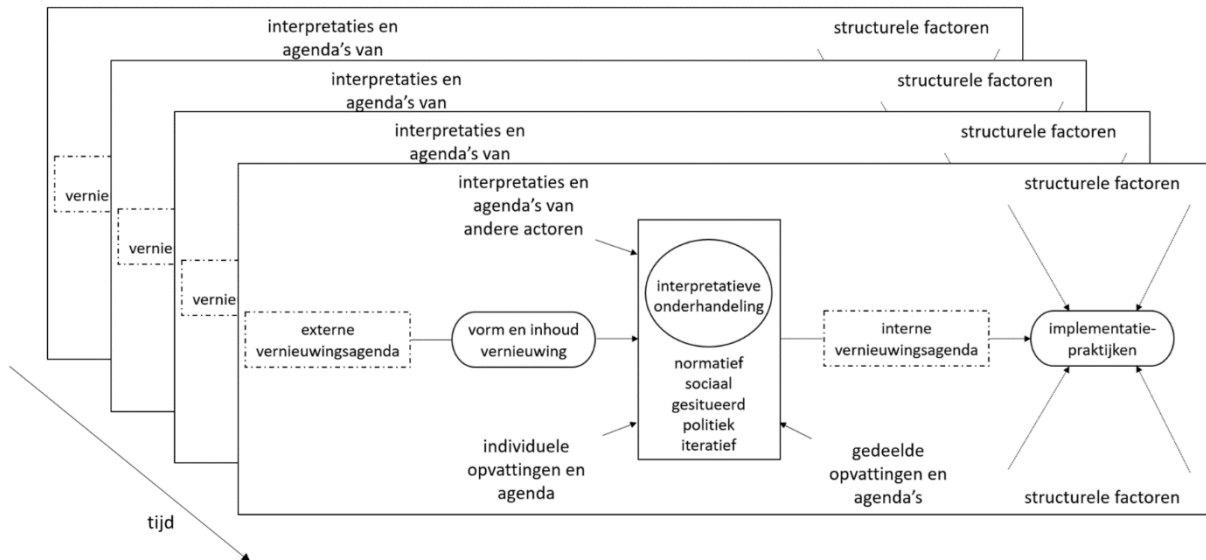 interpretaties en
agenda's van
structurele factoren
vernie
interpretaties en
agenda's van
structurele factoren
vernie
interpretaties en
agenda's van
structurele factoren
vernie
interpretaties en
agenda's van
andere actoren
structurele factoren
externe
vernieuwingsagenda
vorm en inhoud
vernieuwing
interpretatieve
onderhandeling
normatief
sociaal
gesitueerd
politiek
iteratief
interne
vernieuwingsagenda
implementatie-
praktijken
individuele
opvattingen en
agenda
gedeelde
opvattingen en
agenda's
structurele factoren
tijd